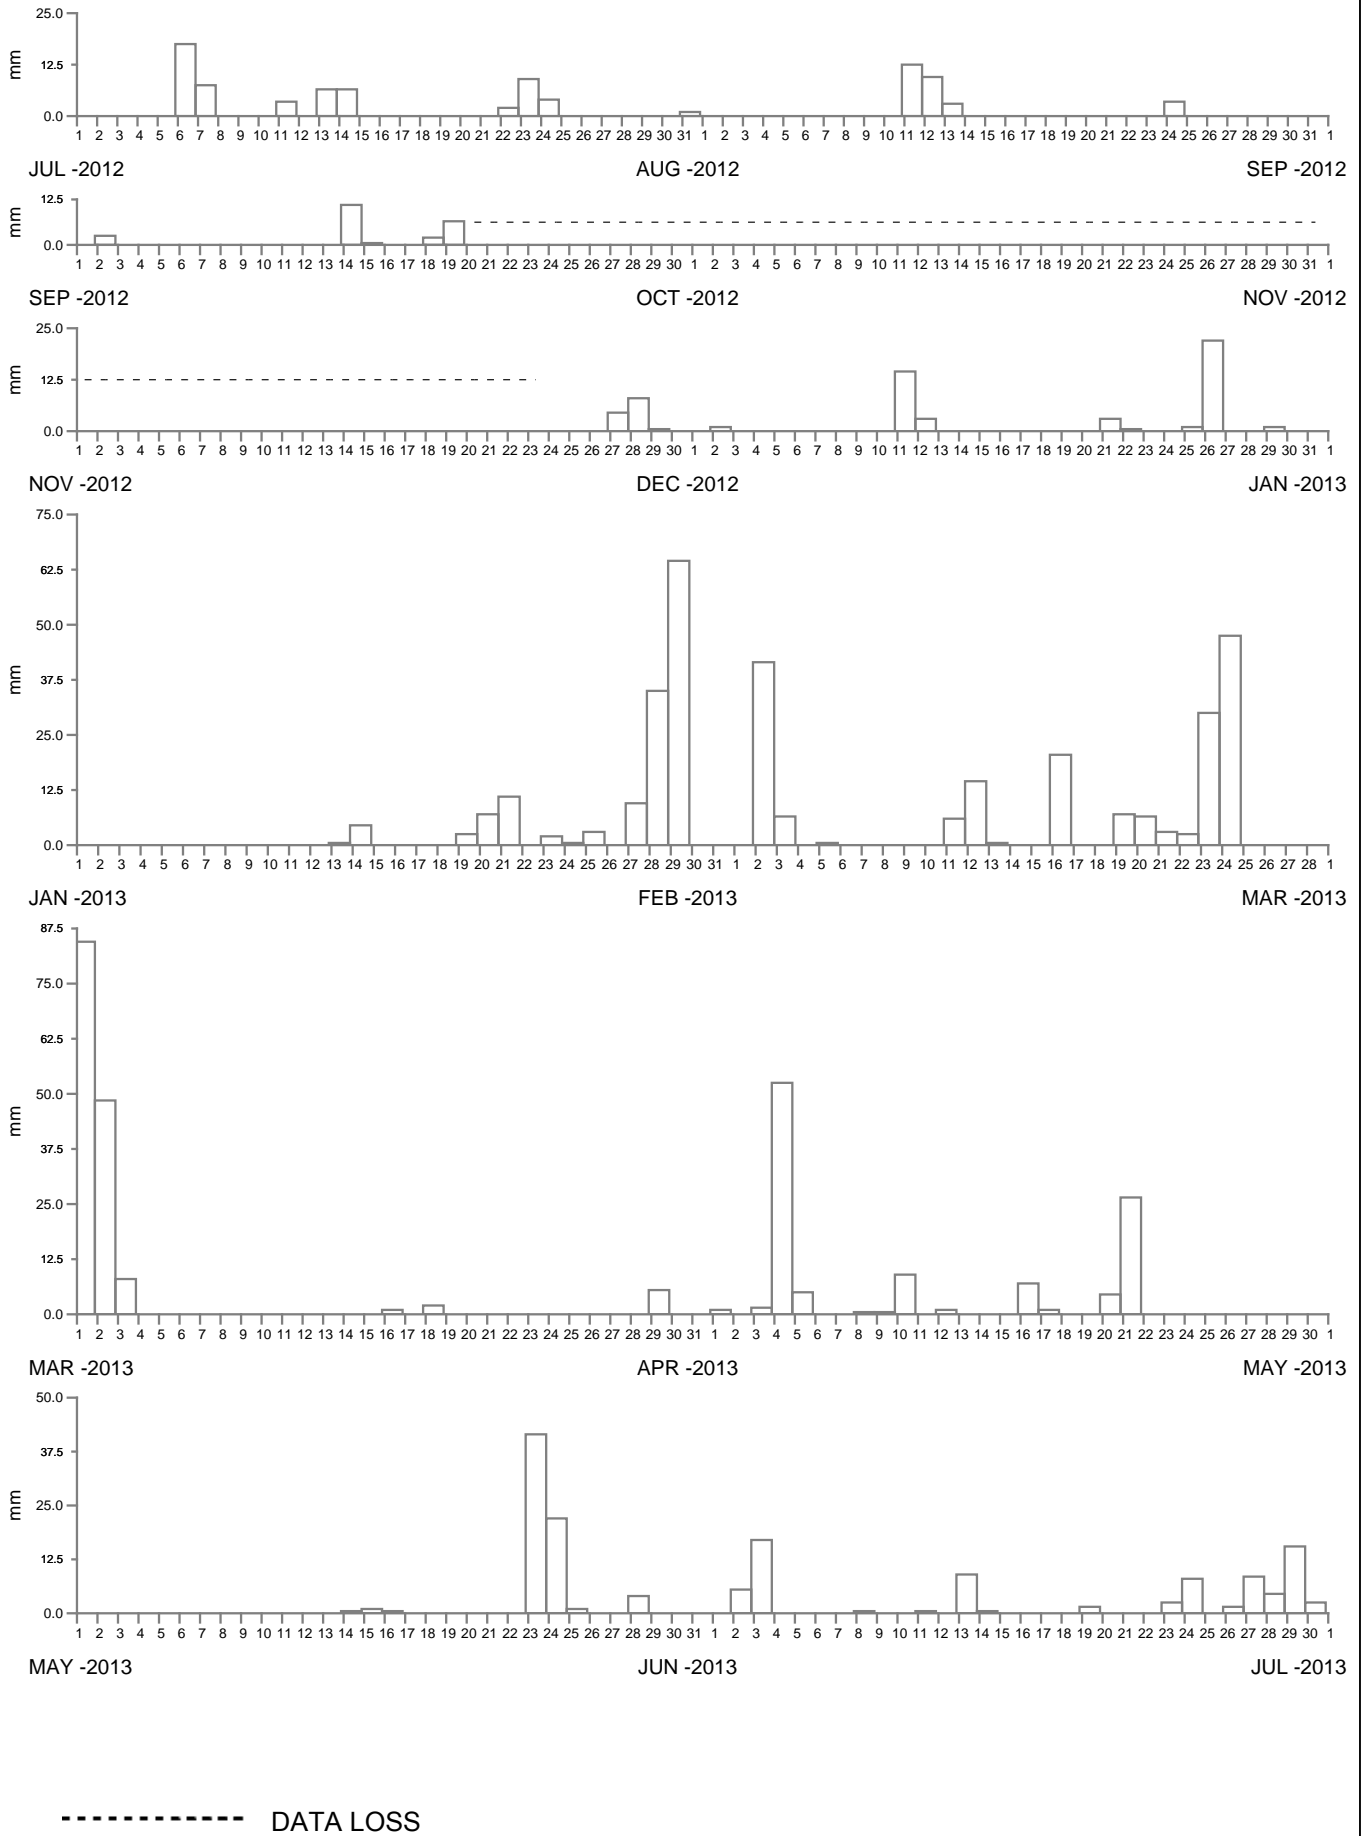 25.0
12.5
0.0
mm
1 2 3 4 5 6 7 8 9 10 11 12 13 14 15 16 17 18 19 20 21 22 23 24 25 26 27 28 29 30 31 1 2 3 4 5 6 7 8 9 10 11 12 13 14 15 16 17 18 19 20 21 22 23 24 25 26 27 28 29 30 31 1
JUL -2012 AUG -2012 SEP -2012
12.5
0.0
mm
1 2 3 4 5 6 7 8 9 10 11 12 13 14 15 16 17 18 19 20 21 22 23 24 25 26 27 28 29 30 1 2 3 4 5 6 7 8 9 10 11 12 13 14 15 16 17 18 19 20 21 22 23 24 25 26 27 28 29 30 31 1
SEP -2012 OCT -2012 NOV -2012
25.0
12.5
0.0
mm
1 2 3 4 5 6 7 8 9 10 11 12 13 14 15 16 17 18 19 20 21 22 23 24 25 26 27 28 29 30 1 2 3 4 5 6 7 8 9 10 11 12 13 14 15 16 17 18 19 20 21 22 23 24 25 26 27 28 29 30 31 1
NOV -2012 DEC -2012 JAN -2013
75.0
62.5
50.0
37.5
25.0
12.5
0.0
mm
1 2 3 4 5 6 7 8 9 10 11 12 13 14 15 16 17 18 19 20 21 22 23 24 25 26 27 28 29 30 31 1 2 3 4 5 6 7 8 9 10 11 12 13 14 15 16 17 18 19 20 21 22 23 24 25 26 27 28 1
JAN -2013 FEB -2013 MAR -2013
87.5
75.0
62.5
50.0
37.5
25.0
12.5
0.0
mm
1 2 3 4 5 6 7 8 9 10 11 12 13 14 15 16 17 18 19 20 21 22 23 24 25 26 27 28 29 30 31 1 2 3 4 5 6 7 8 9 10 11 12 13 14 15 16 17 18 19 20 21 22 23 24 25 26 27 28 29 30 1
MAR -2013 APR -2013 MAY -2013
50.0
37.5
25.0
12.5
0.0
mm
1 2 3 4 5 6 7 8 9 10 11 12 13 14 15 16 17 18 19 20 21 22 23 24 25 26 27 28 29 30 31 1 2 3 4 5 6 7 8 9 10 11 12 13 14 15 16 17 18 19 20 21 22 23 24 25 26 27 28 29 30 1
MAY -2013 JUN -2013 JUL -2013
DATA LOSS